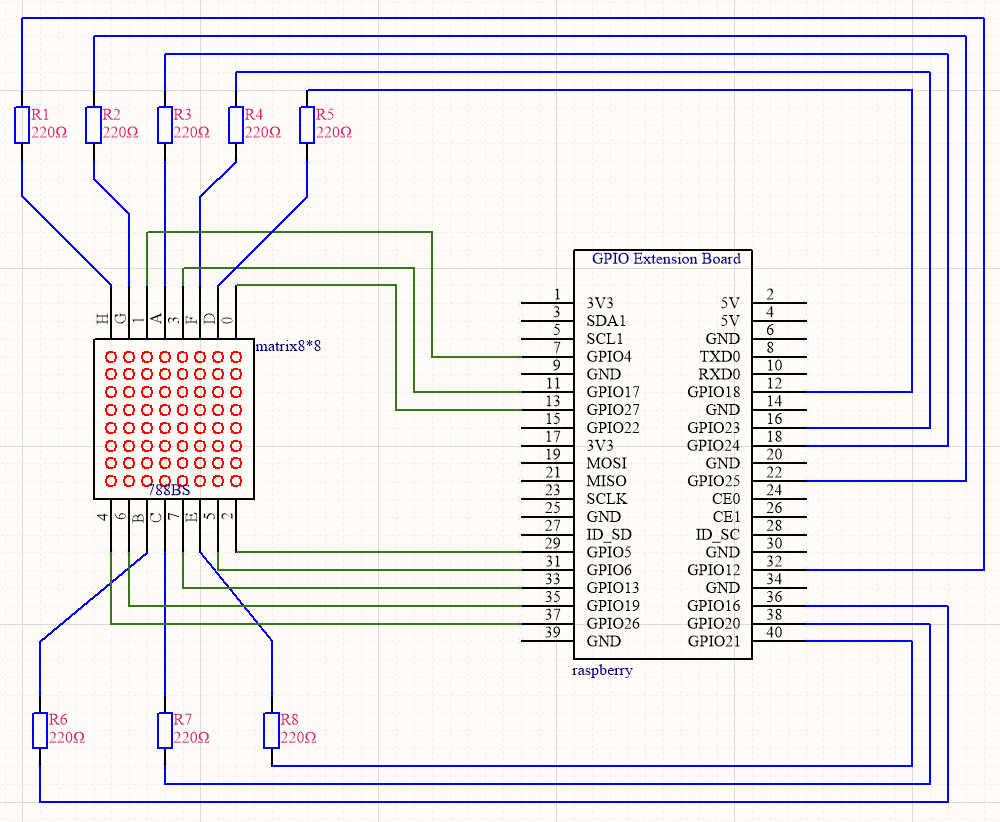 R1
220Ω
R2
220Ω
R3
220Ω
R4
220Ω
R5
220Ω
H G 1 A 3 F D 0
matrix8*8
788BS
4 6 B C 7 E 5 2
R6
220Ω
R7
220Ω
R8
220Ω
GPIO Extension Board
1 3V3 5V 2
3 SDA1 5V 4
5 SCL1 GND 6
7 GPIO4 TXD0 8
9 GND RXD0 10
11 GPIO17 GPIO18 12
13 GPIO27 GND 14
15 GPIO22 GPIO23 16
17 3V3 GPIO24 18
19 MOSI GND 20
21 MISO GPIO25 22
23 SCLK CE0 24
25 GND CE1 26
27 ID_SD ID_SC 28
29 GPIO5 GND 30
31 GPIO6 GPIO12 32
33 GPIO13 GND 34
35 GPIO19 GPIO16 36
37 GPIO26 GPIO20 38
39 GND GPIO21 40
raspberry